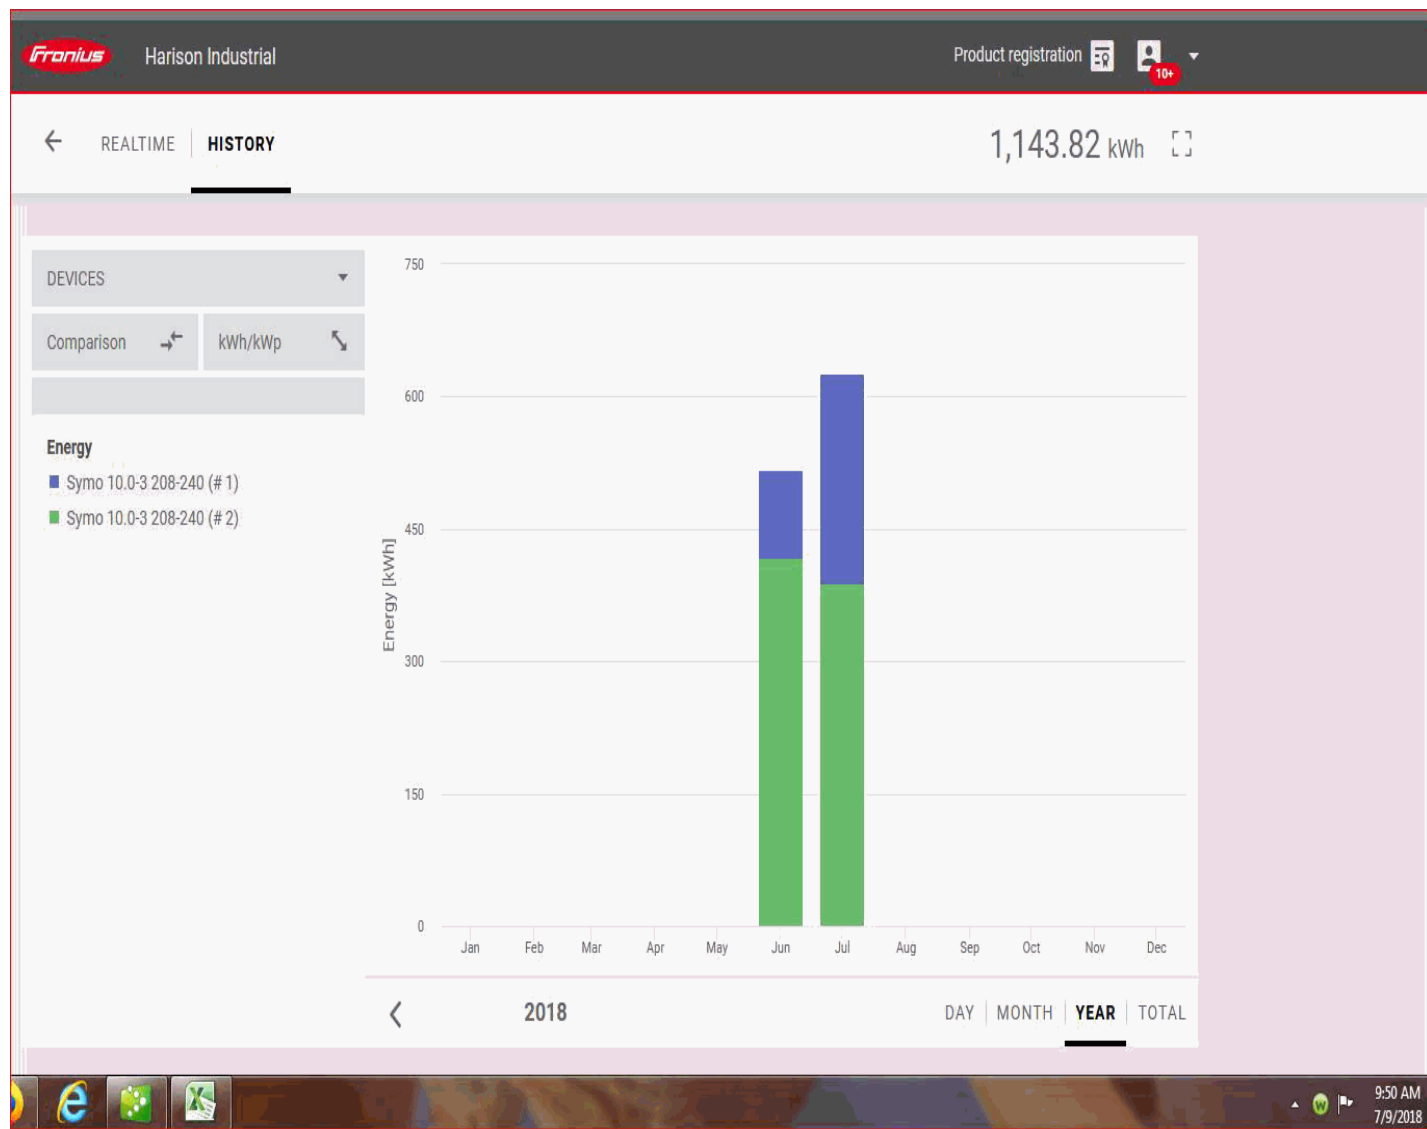 Fronius
Harison Industrial
Product registration
10+
REALTIME
HISTORY
1,143.82 kWh
DEVICES
Comparison
kWh/kWp
Energy
Symo 10.0-3 208-240 (# 1)
Symo 10.0-3 208-240 (# 2)
Energy [kWh]
750
600
450
300
150
0
Jan Feb Mar Apr May Jun Jul Aug Sep Oct Nov Dec
2018
DAY MONTH YEAR TOTAL
9:50 AM
7/9/2018